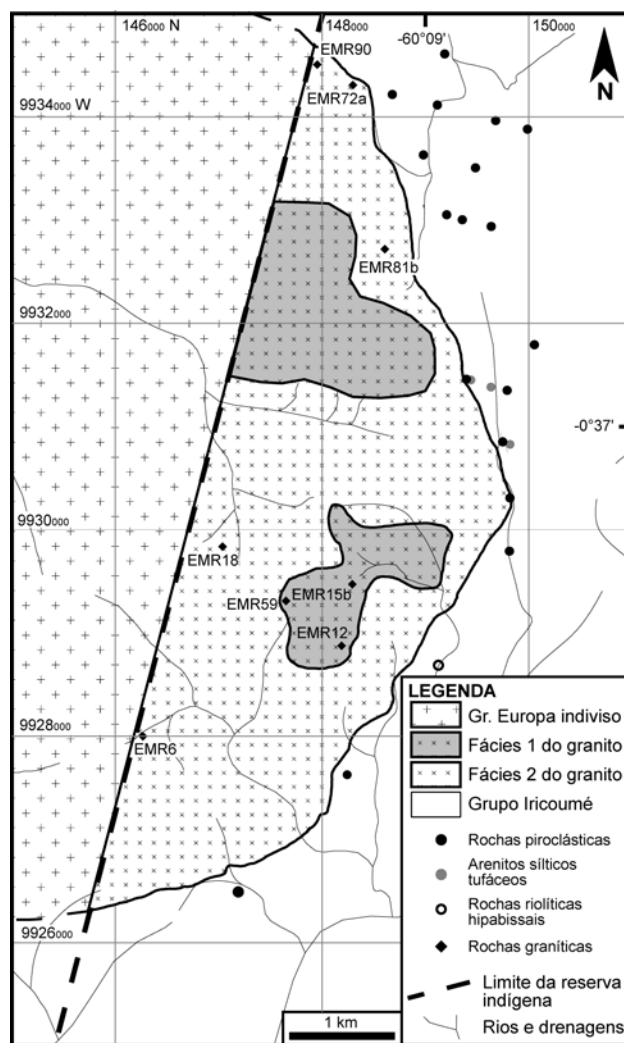 146000 N
148000
-60°09'
150000
EMR90
N
EMR72a
9934000 W
EMR81b
9932000
-0°37'
9930000
EMR18
EMR59
EMR15b
EMR12
9928000
EMR6
9926000
LEGENDA
Gr. Europa indiviso
Fácies 1 do granito
Fácies 2 do granito
Grupo Iricoumé
Rochas piroclásticas
Arenitos sílticos
tufáceos
Rochas riolíticas
hipabissais
Rochas graníticas
Limite da reserva
indígena
Rios e drenagens
1 km